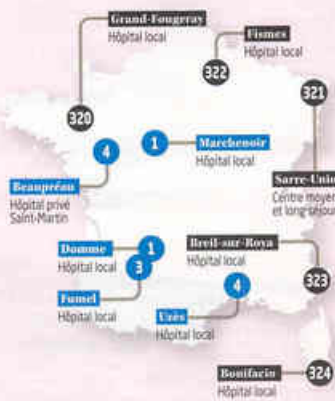 Grand-Fougeray
Hôpital local
Fismes
Hôpital local
322
321
320
4
1
Marchenoir
Hôpital local
Beaupréau
Hôpital privé
Saint-Martin
Sarre-Union
Centre moyen
et long séjour
Domme
Hôpital local
1
3
Breil-sur-Roya
Hôpital local
Fumel
Hôpital local
4
323
Uzès
Hôpital local
Bonifacio
Hôpital local
324